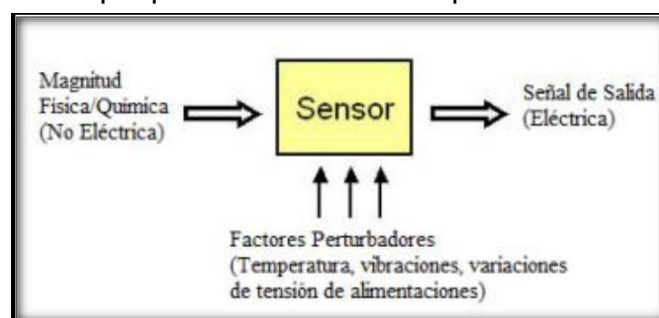 Magnitud
Física/Química
(No Eléctrica)
Sensor
Señal de Salida
(Eléctrica)
Factores Perturbadores
(Temperatura, vibraciones, variaciones
de tensión de alimentaciones)